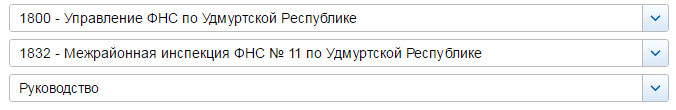 1800 - Управление ФНС по Удмуртской Республике
1832 - Межрайонная инспекция ФНС № 11 по Удмуртской Республике
Руководство